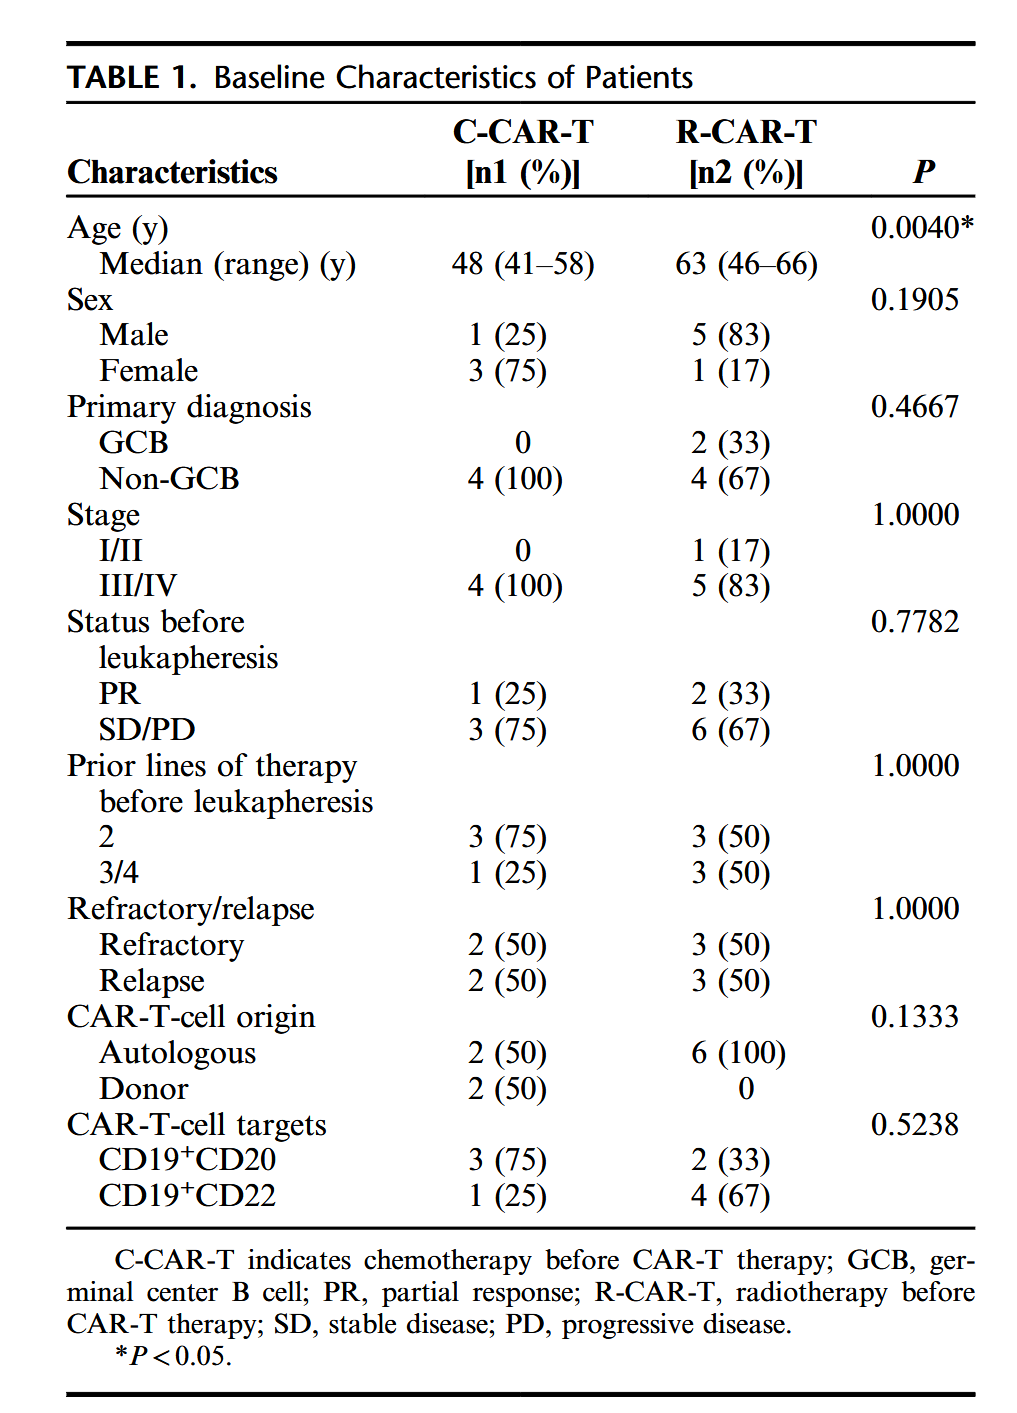 TABLE 1. Baseline Characteristics of Patients
C-CAR-T R-CAR-T
Characteristics [n1 (%)] [n2 (%)] P
Age (y) 0.0040*
Median (range) (y) 48 (41–58) 63 (46–66)
Sex 0.1905
Male 1 (25) 5 (83)
Female 3 (75) 1 (17)
Primary diagnosis 0.4667
GCB 0 2 (33)
Non-GCB 4 (100) 4 (67)
Stage 1.0000
I/II 0 1 (17)
III/IV 4 (100) 5 (83)
Status before 0.7782
leukapheresis
PR 1 (25) 2 (33)
SD/PD 3 (75) 6 (67)
Prior lines of therapy 1.0000
before leukapheresis
2 3 (75) 3 (50)
3/4 1 (25) 3 (50)
Refractory/relapse 1.0000
Refractory 2 (50) 3 (50)
Relapse 2 (50) 3 (50)
CAR-T-cell origin 0.1333
Autologous 2 (50) 6 (100)
Donor 2 (50) 0
CAR-T-cell targets 0.5238
CD19⁺CD20 3 (75) 2 (33)
CD19⁺CD22 1 (25) 4 (67)
C-CAR-T indicates chemotherapy before CAR-T therapy; GCB, ger-
minal center B cell; PR, partial response; R-CAR-T, radiotherapy before
CAR-T therapy; SD, stable disease; PD, progressive disease.
*P < 0.05.